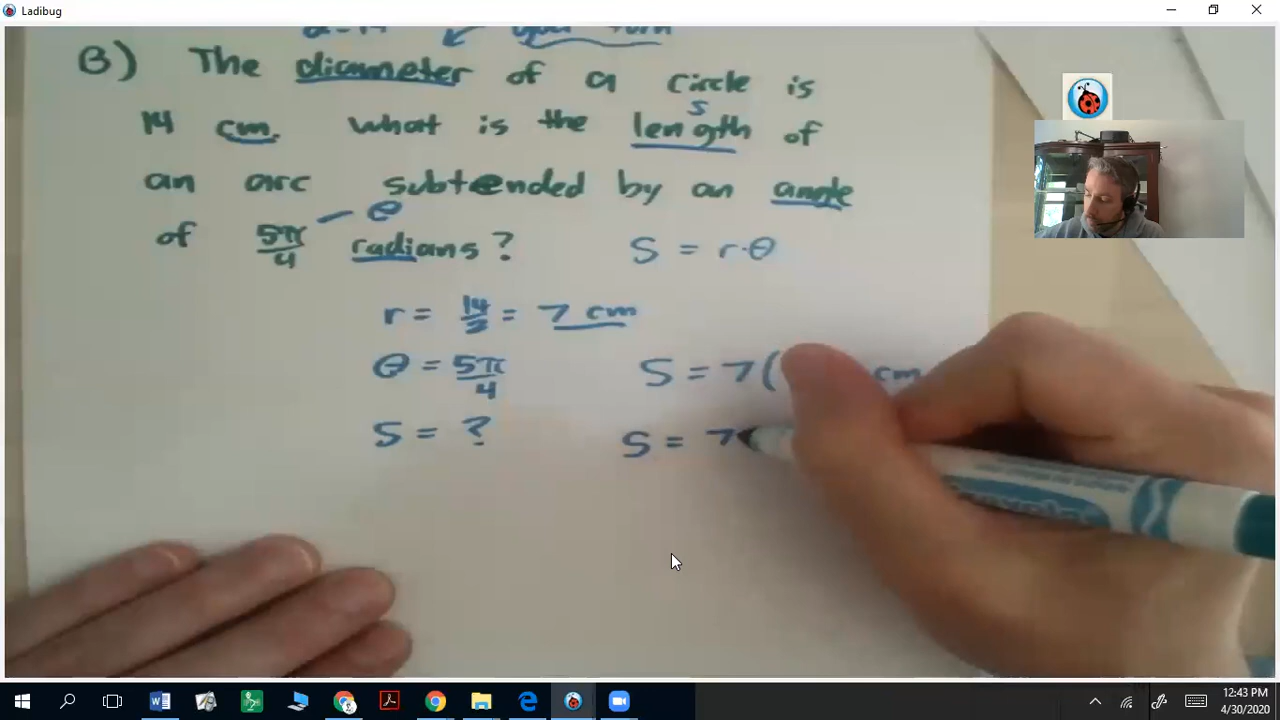 Ladibug
B) The diameter of a circle is
14 cm. What is the length of
s
an arc subtended by an angle
of 5π/4 — θ radians?
S = r·θ
r = 14/2 = 7 cm
θ = 5π/4
S = 7( cm
S = ?
S = 7
12:43 PM
4/30/2020